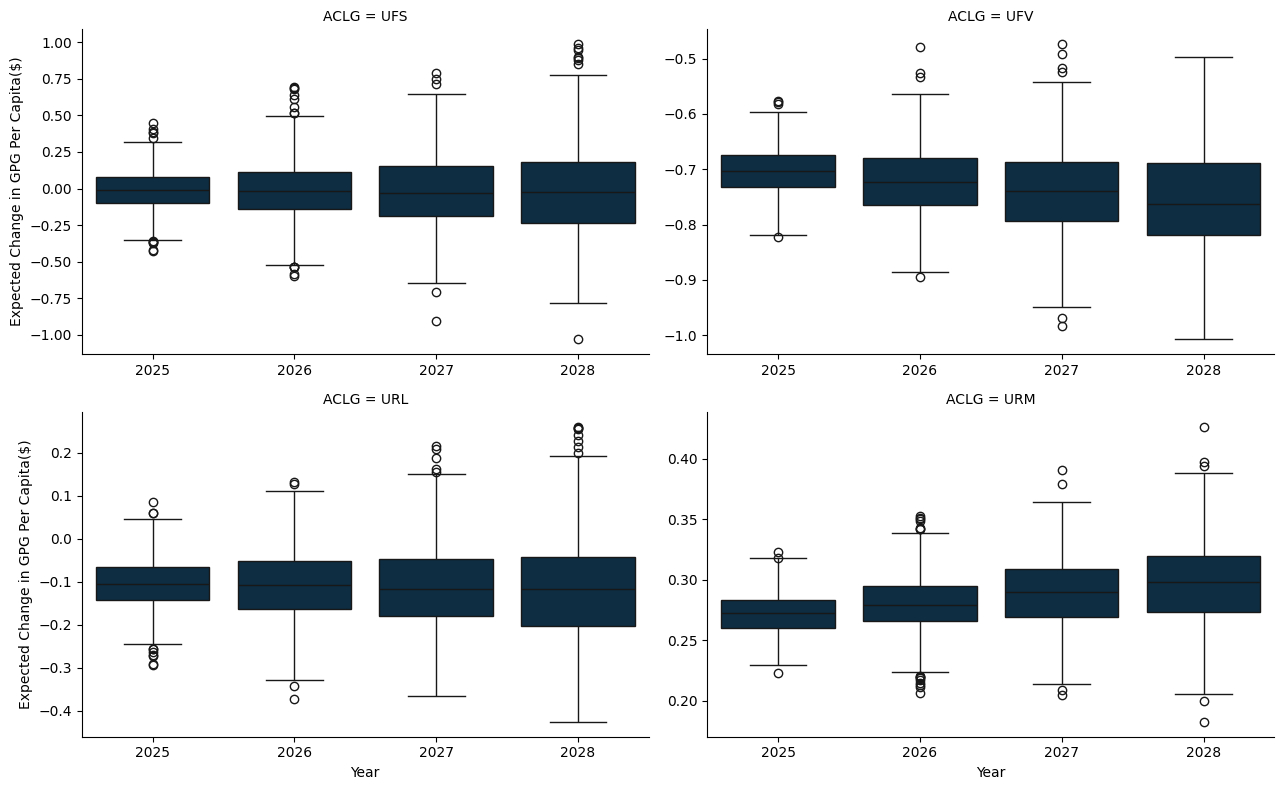 ACLG = UFS
Expected Change in GPG Per Capita($)
1.00
0.75
0.50
0.25
0.00
−0.25
−0.50
−0.75
−1.00
2025 2026 2027 2028
ACLG = UFV
−0.5
−0.6
−0.7
−0.8
−0.9
−1.0
2025 2026 2027 2028
ACLG = URL
Expected Change in GPG Per Capita($)
0.2
0.1
0.0
−0.1
−0.2
−0.3
−0.4
2025 2026 2027 2028
Year
ACLG = URM
0.40
0.35
0.30
0.25
0.20
2025 2026 2027 2028
Year